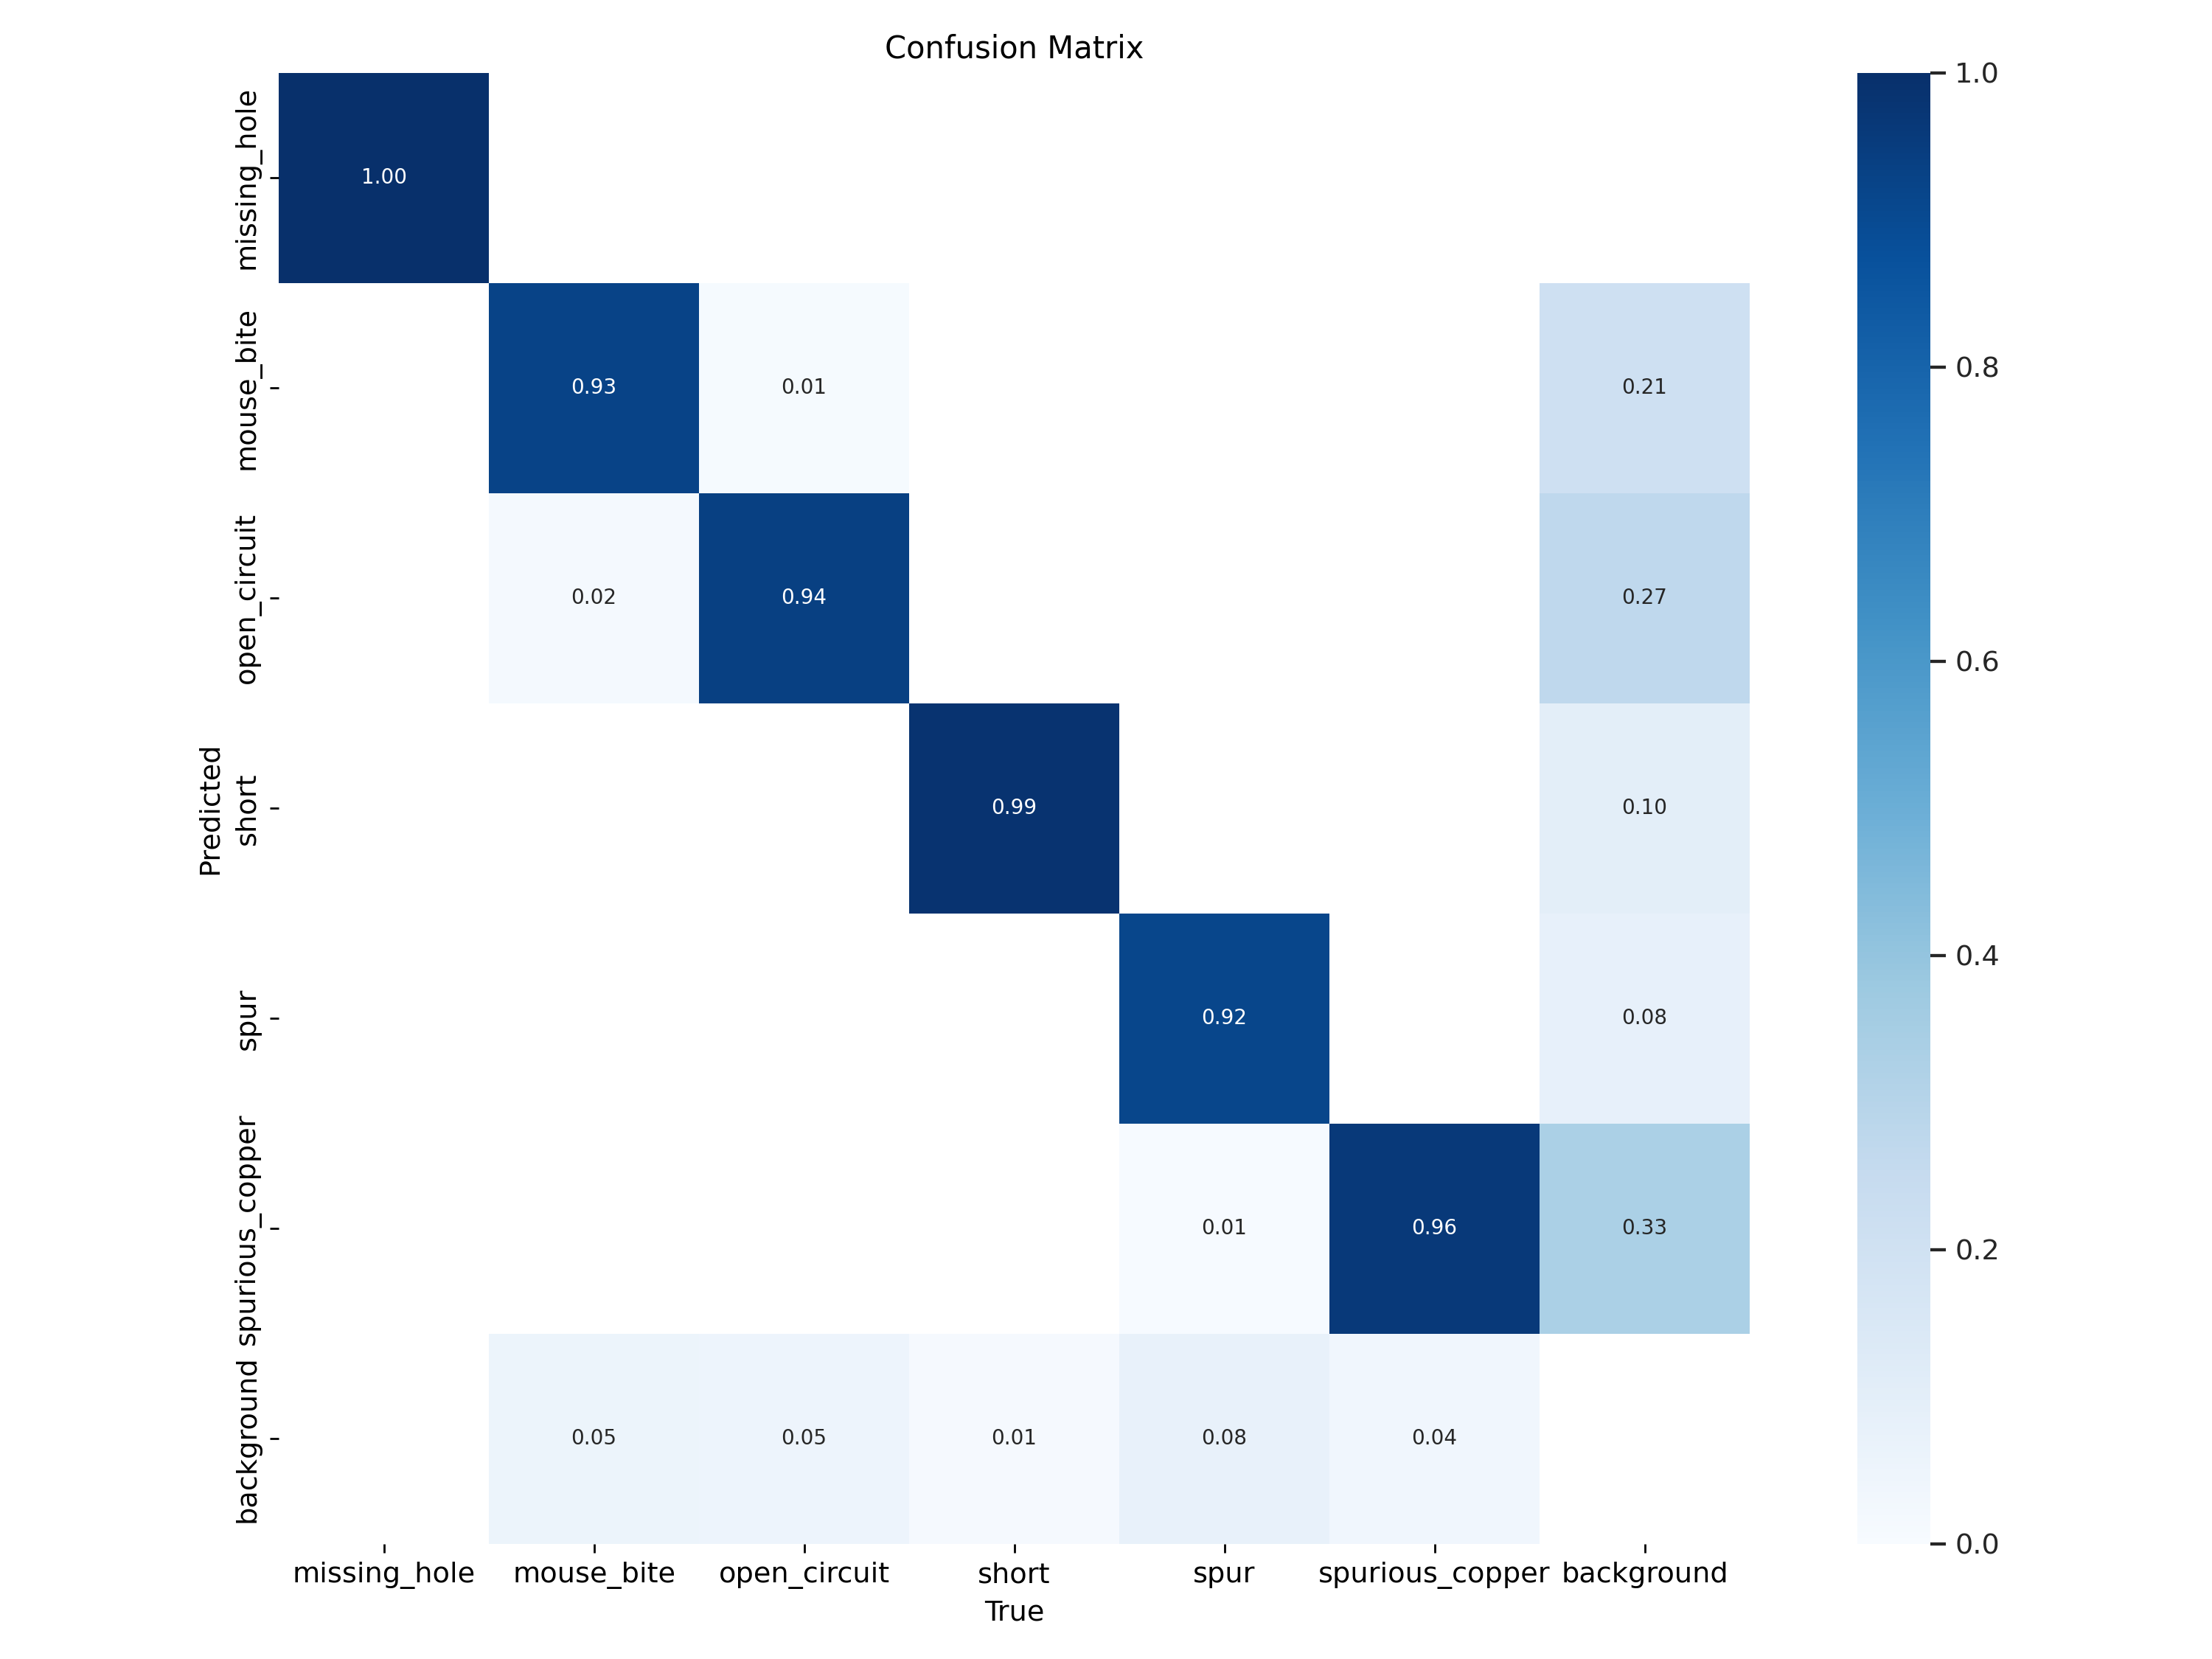 Confusion Matrix
missing_hole
1.00
mouse_bite
0.93 0.01 0.21
open_circuit
0.02 0.94 0.27
Predicted
short
0.99 0.10
spur
0.92 0.08
spurious_copper
0.01 0.96 0.33
background
0.05 0.05 0.01 0.08 0.04
missing_hole mouse_bite open_circuit short spur spurious_copper background
True
1.0
0.8
0.6
0.4
0.2
0.0